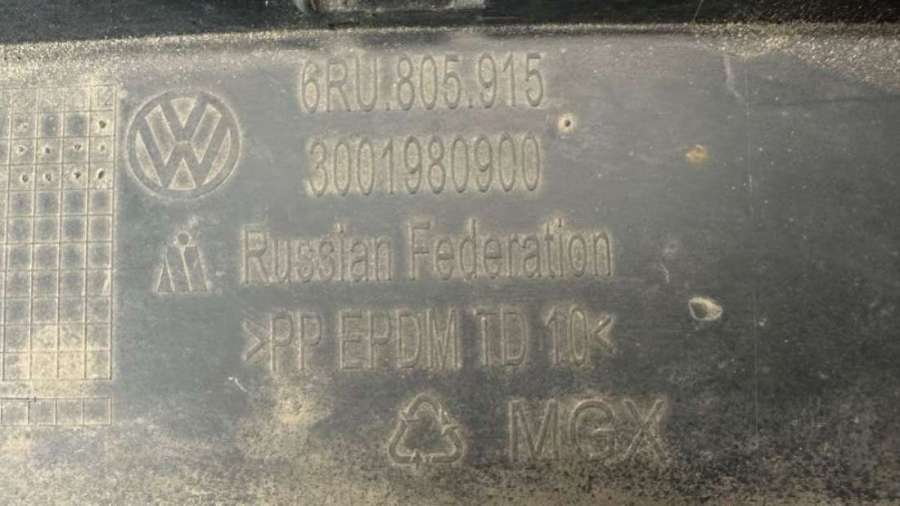 6RU.805.915
3001980900
Russian Federation
>PP EPDM TD 10<
MGX